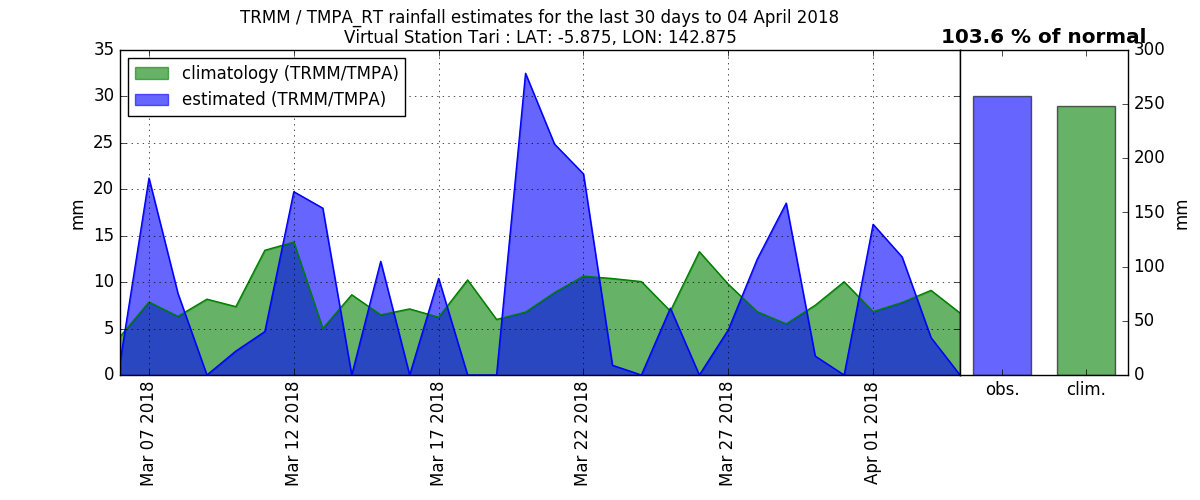 TRMM / TMPA_RT rainfall estimates for the last 30 days to 04 April 2018
Virtual Station Tari : LAT: -5.875, LON: 142.875
103.6 % of normal
climatology (TRMM/TMPA)
estimated (TRMM/TMPA)
mm
35
30
25
20
15
10
5
0
Mar 07 2018
Mar 12 2018
Mar 17 2018
Mar 22 2018
Mar 27 2018
Apr 01 2018
obs.
clim.
300
250
200
150
100
50
0
mm